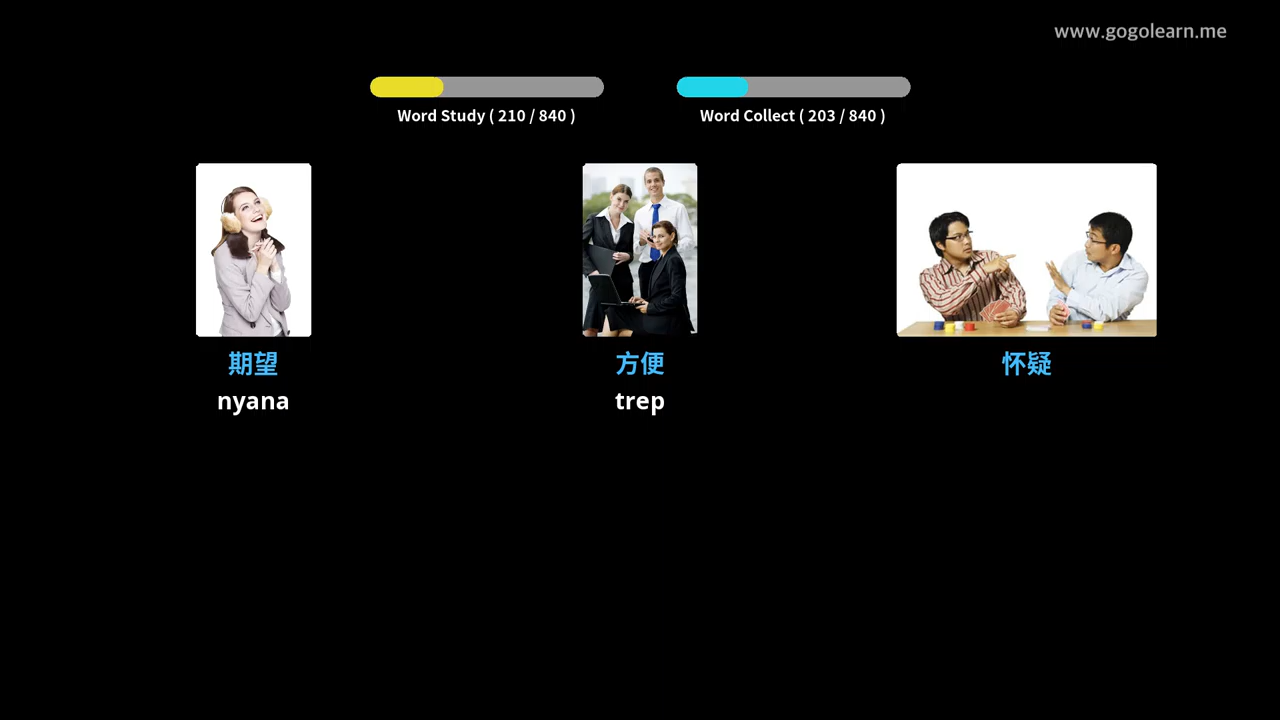 www.gogolearn.me
Word Study ( 210 / 840 )
Word Collect ( 203 / 840 )
期望
方便
怀疑
nyana
trep